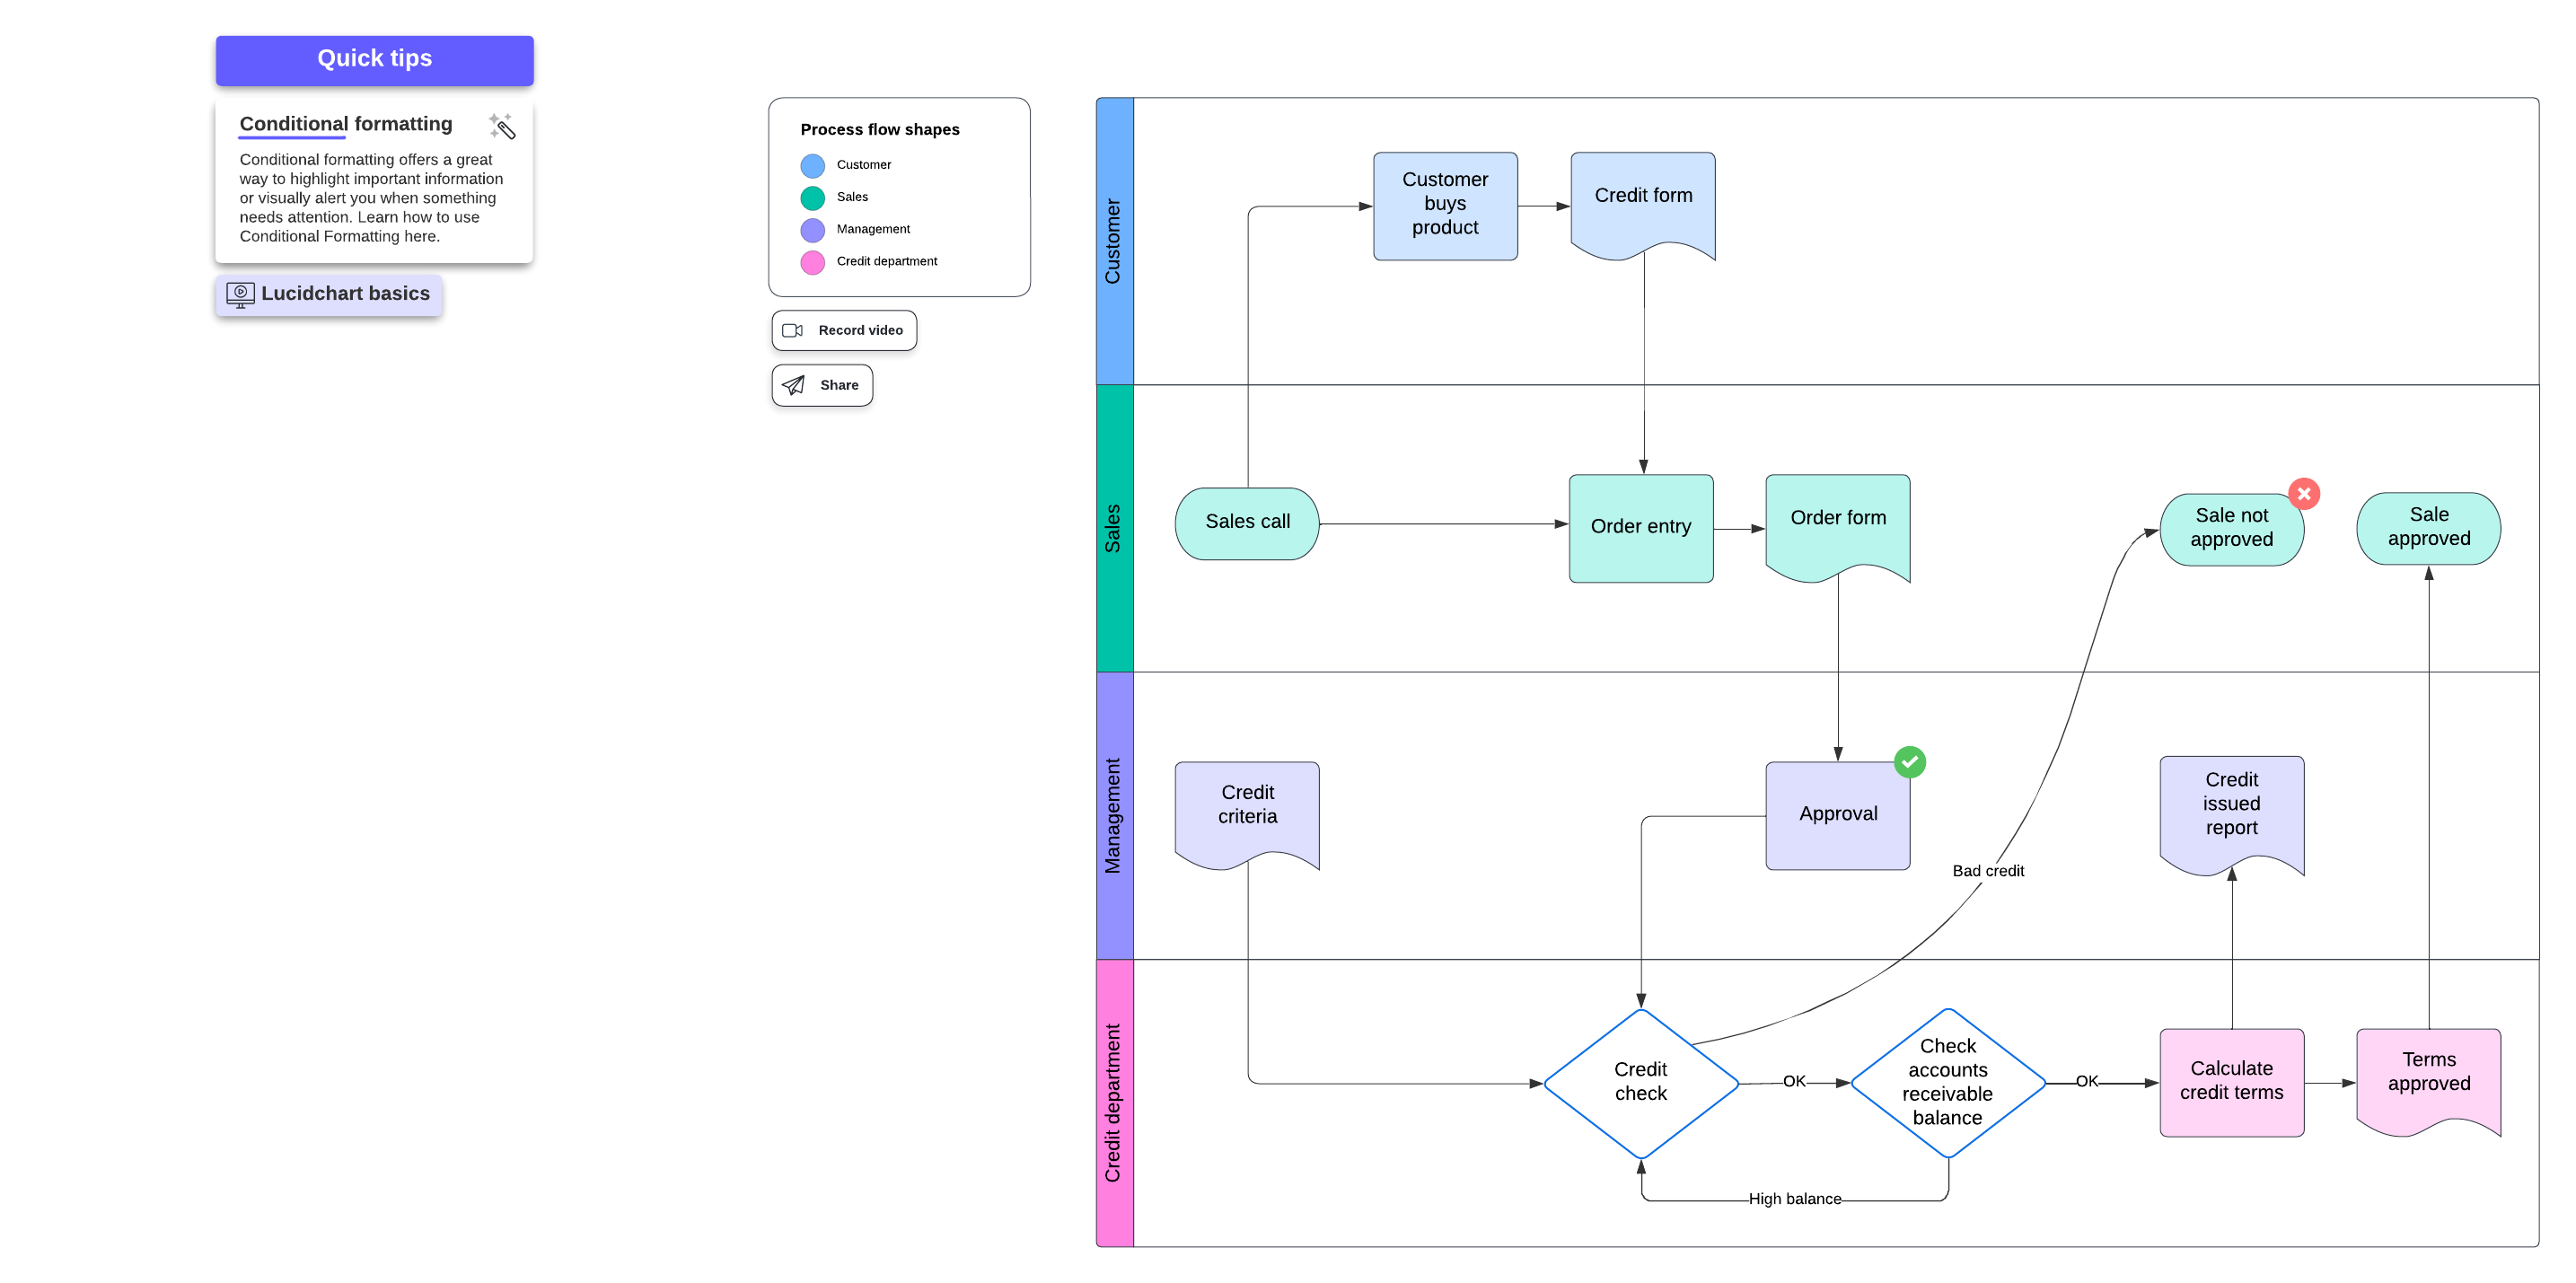 Quick tips
Conditional formatting
Conditional formatting offers a great
way to highlight important information
or visually alert you when something
needs attention. Learn how to use
Conditional Formatting here.
Lucidchart basics
Process flow shapes
Customer
Sales
Management
Credit department
Record video
Share
Customer
Customer
buys
product
Credit form
Sales
Sales call
Order entry
Order form
Sale not
approved
Sale
approved
Management
Credit
criteria
Approval
Bad credit
Credit
issued
report
Credit department
Credit
check
OK
Check
accounts
receivable
balance
OK
Calculate
credit terms
Terms
approved
High balance